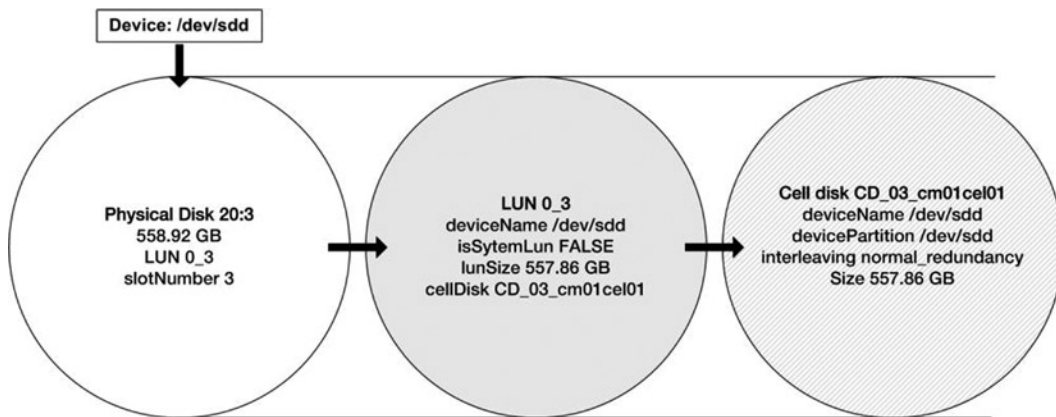 Device: /dev/sdd
Physical Disk 20:3
558.92 GB
LUN 0_3
slotNumber 3
LUN 0_3
deviceName /dev/sdd
isSytemLun FALSE
lunSize 557.86 GB
cellDisk CD_03_cm01cel01
Cell disk CD_03_cm01cel01
deviceName /dev/sdd
devicePartition /dev/sdd
interleaving normal_redundancy
Size 557.86 GB